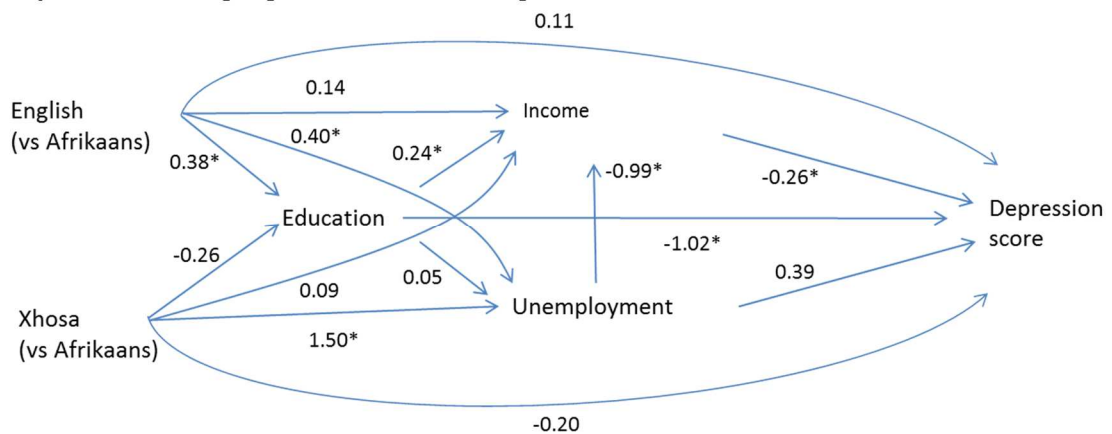 0.11
0.14
English
(vs Afrikaans)
Income
0.40*
0.24*
0.38*
-0.99*
-0.26*
Education
Depression
score
-1.02*
-0.26
0.05
0.39
0.09
Unemployment
Xhosa
(vs Afrikaans)
1.50*
-0.20